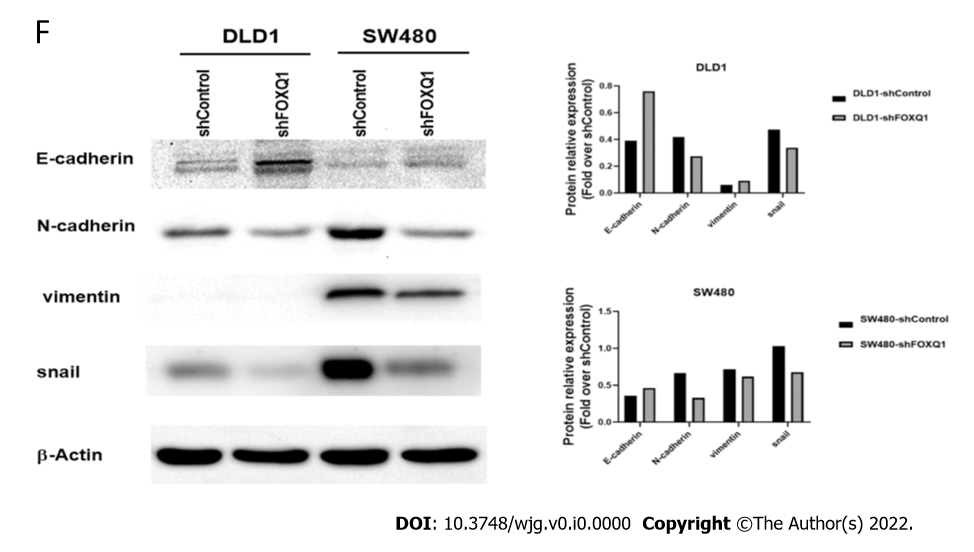 F
DLD1 SW480
shControl shFOXQ1 shControl shFOXQ1
E-cadherin
N-cadherin
vimentin
snail
β-Actin
DLD1
Protein relative expression
(Fold over shControl)
0.8
0.6
0.4
0.2
0.0
E-cadherin N-cadherin vimentin snail
DLD1-shControl
DLD1-shFOXQ1
SW480
Protein relative expression
(Fold over shControl)
1.5
1.0
0.5
0.0
E-cadherin N-cadherin vimentin snail
SW480-shControl
SW480-shFOXQ1
DOI: 10.3748/wjg.v0.i0.0000 Copyright ©The Author(s) 2022.